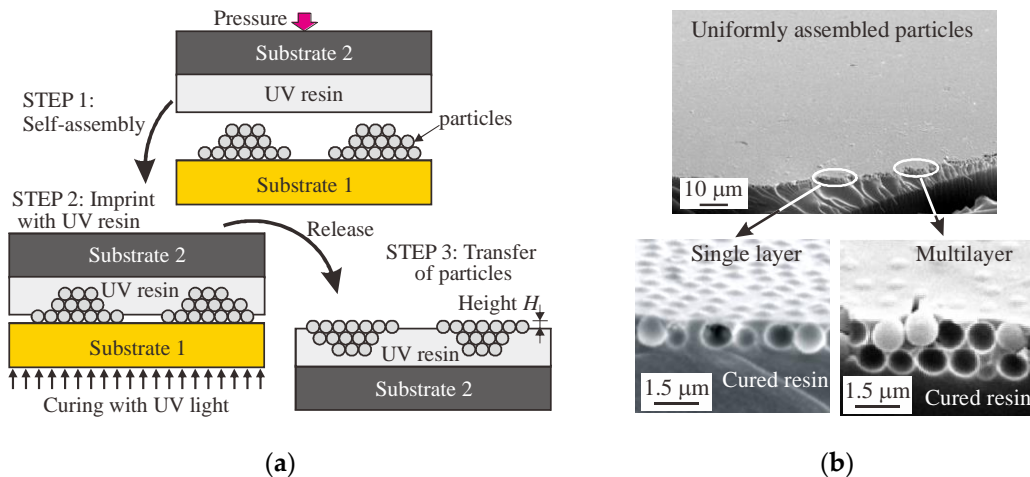 Pressure
Substrate 2
UV resin
STEP 1:
Self-assembly
particles
Substrate 1
STEP 2: Imprint
with UV resin
Substrate 2
UV resin
Substrate 1
Curing with UV light
Release
STEP 3: Transfer
of particles
Height H
UV resin
Substrate 2
(a)
Uniformly assembled particles
10 μm
Single layer
Cured resin
1.5 μm
Multilayer
Cured resin
1.5 μm
(b)